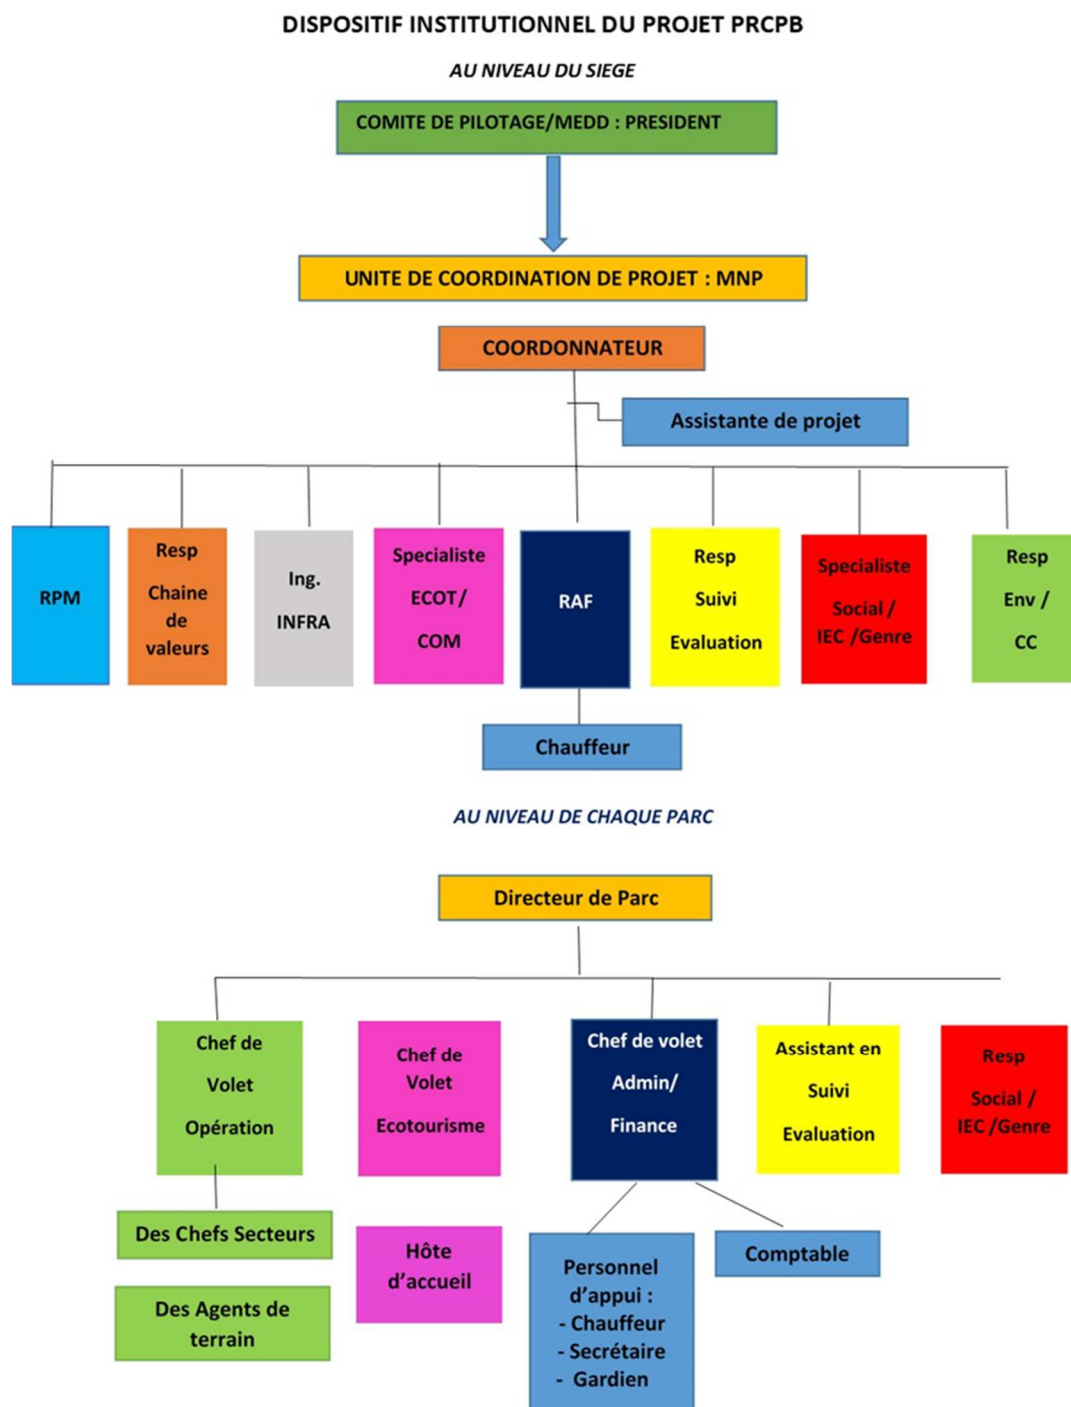 DISPOSITIF INSTITUTIONNEL DU PROJET PRCPB
AU NIVEAU DU SIEGE
COMITE DE PILOTAGE/MEDD : PRESIDENT
UNITE DE COORDINATION DE PROJET : MNP
COORDONNATEUR
Assistante de projet
RPM
Resp
Chaine
de
valeurs
Ing.
INFRA
Specialiste
ECOT/
COM
RAF
Resp
Suivi
Evaluation
Specialiste
Social /
IEC /Genre
Resp
Env /
CC
Chauffeur
AU NIVEAU DE CHAQUE PARC
Directeur de Parc
Chef de
Volet
Opération
Chef de
Volet
Ecotourisme
Chef de volet
Admin/
Finance
Assistant en
Suivi
Evaluation
Resp
Social /
IEC /Genre
Des Chefs Secteurs
Des Agents de
terrain
Hôte
d’accueil
Personnel
d’appui :
- Chauffeur
- Secrétaire
- Gardien
Comptable